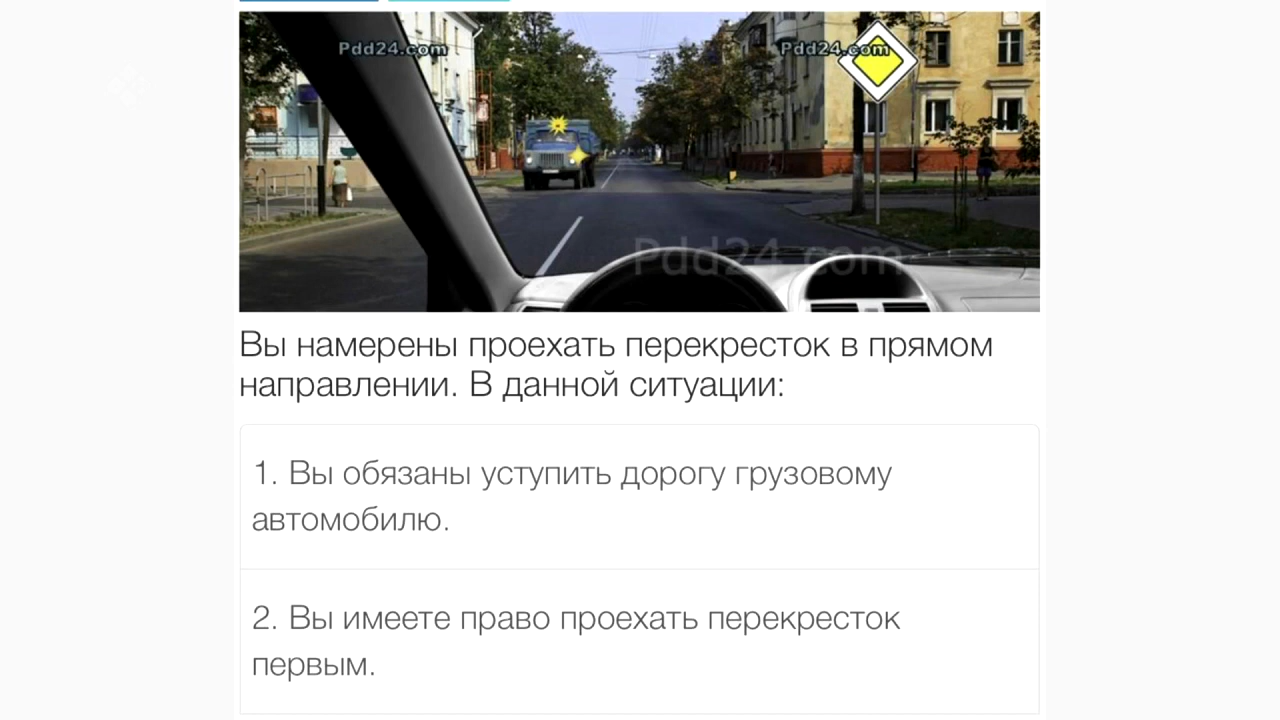 Pdd24.com Pdd24.com
Pdd24.com
Вы намерены проехать перекресток в прямом
направлении. В данной ситуации:
1. Вы обязаны уступить дорогу грузовому
автомобилю.
2. Вы имеете право проехать перекресток
первым.